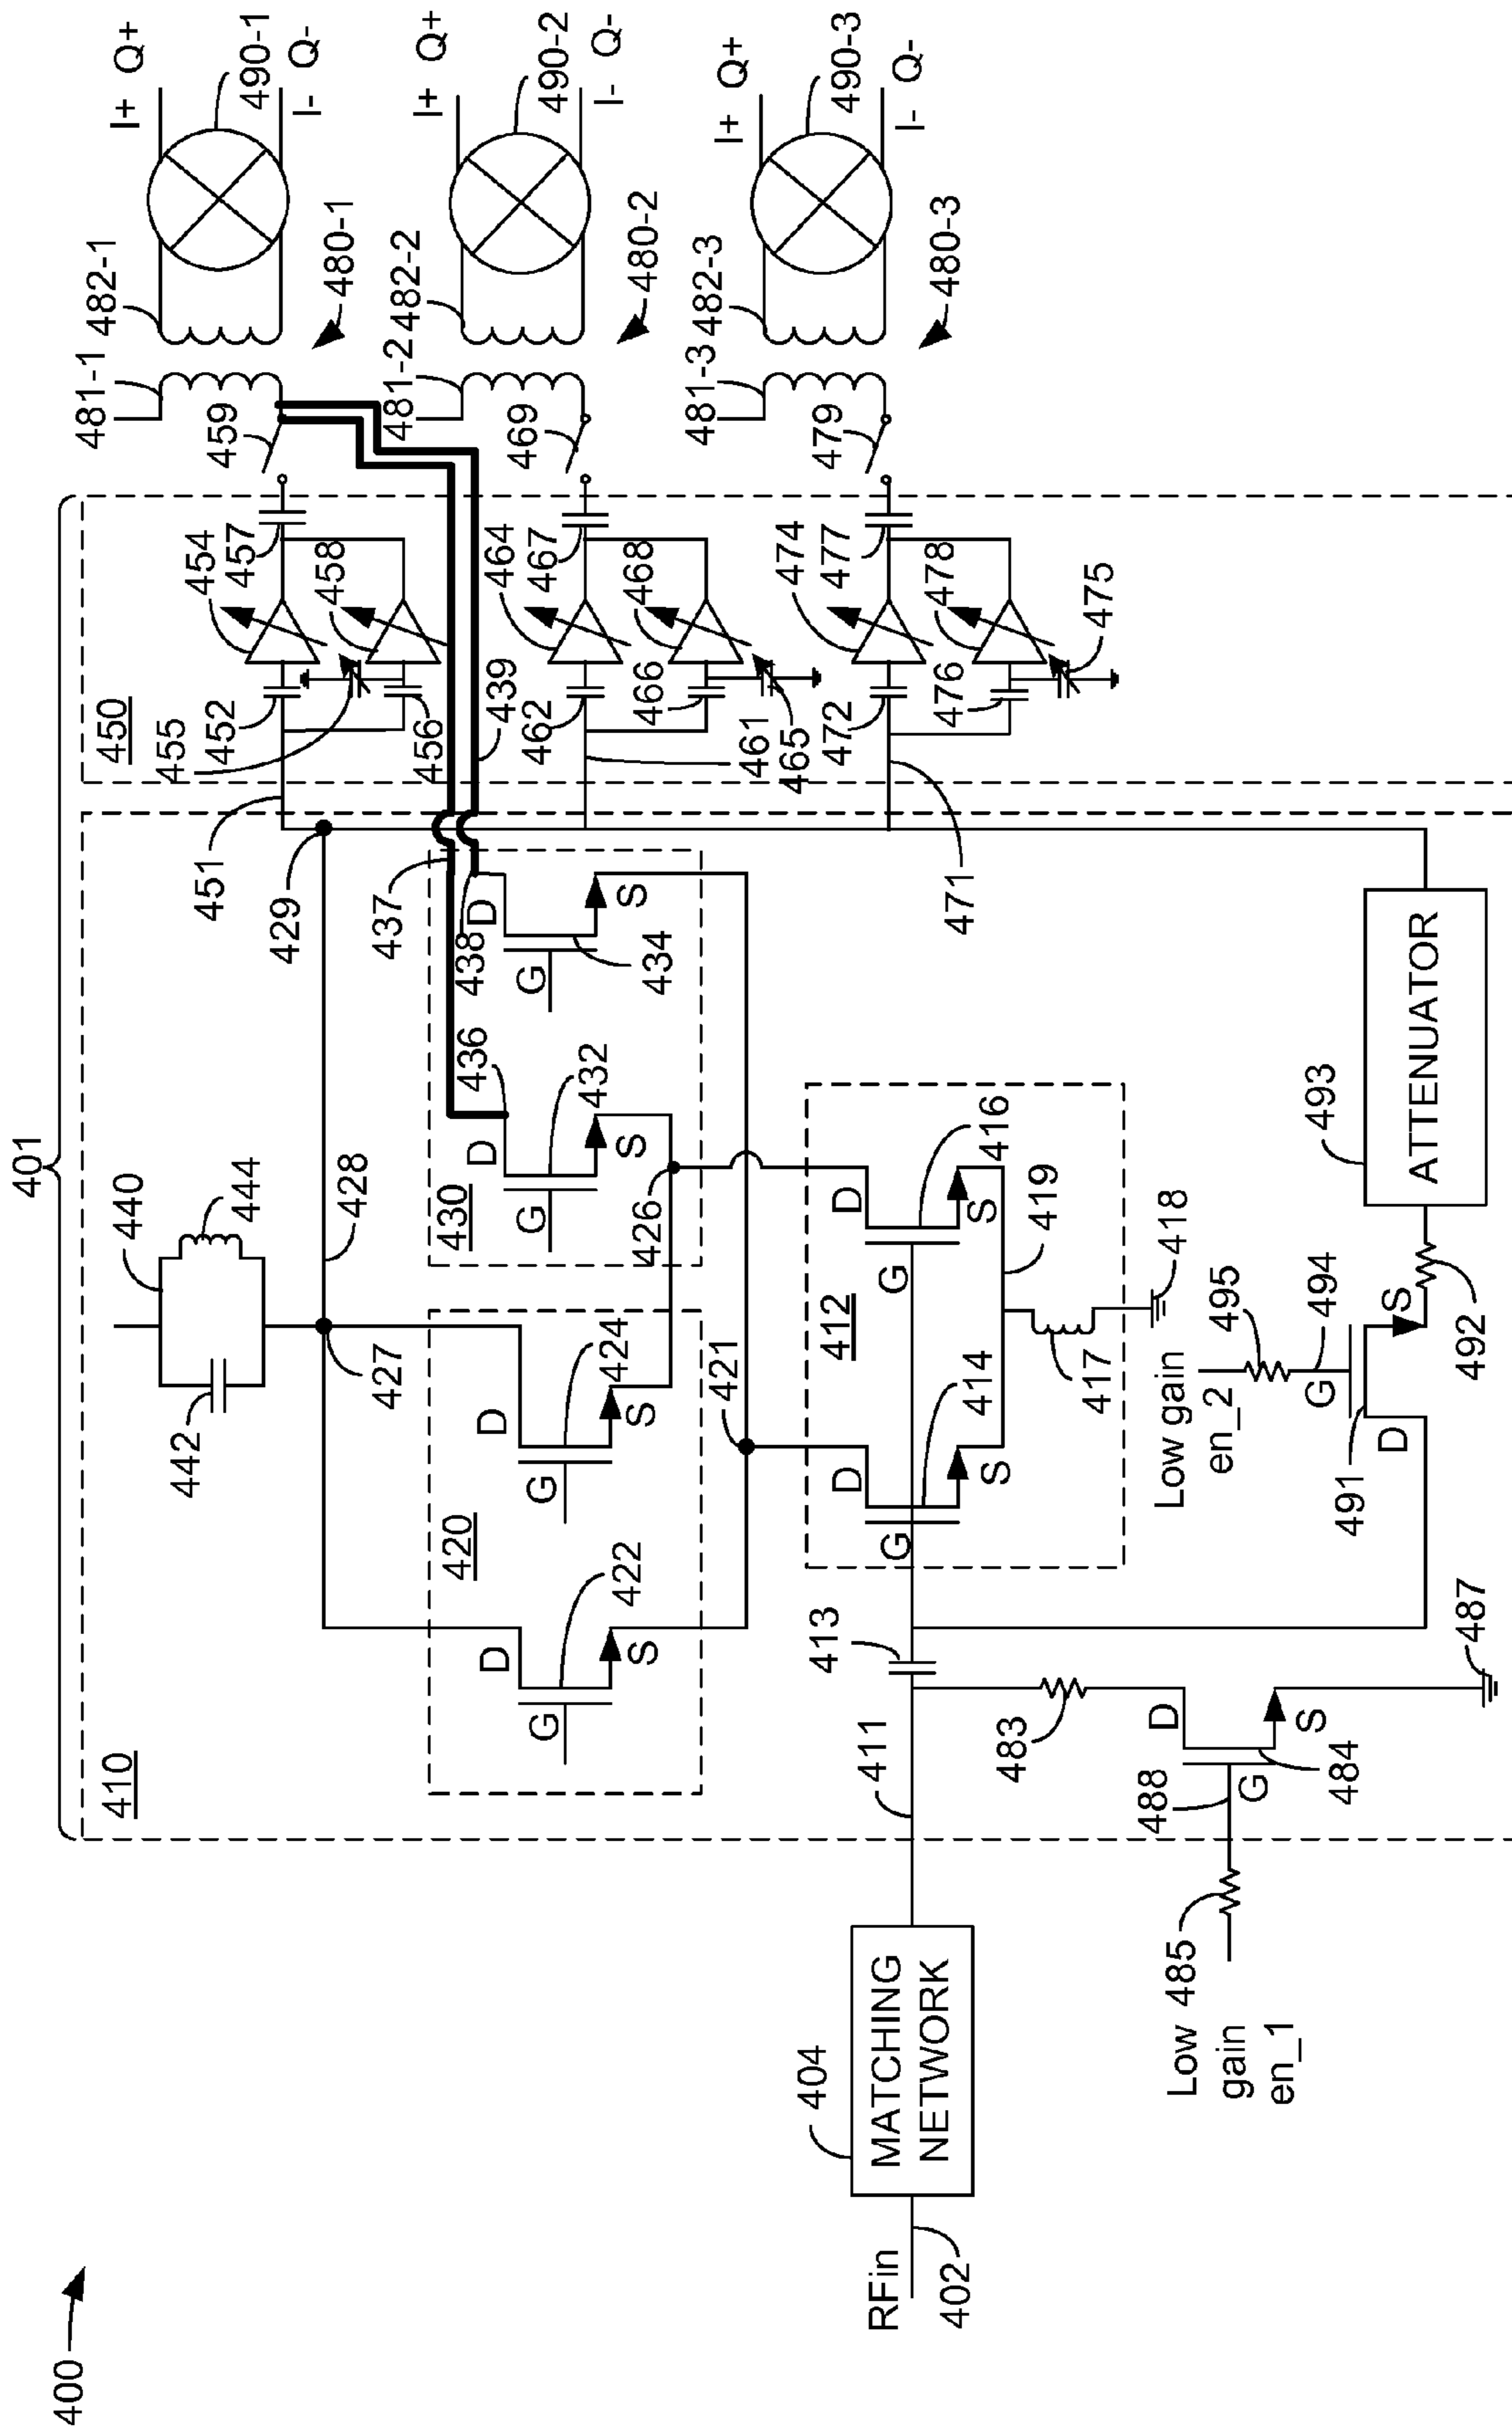 400
401
410
440
444
442
427
428
429
451
437
450
455
452
454
457
458
456
439
459
481-1
482-1
480-1
I+ Q+
490-1
I- Q-
462
464
467
466
468
461
465
469
481-2
482-2
480-2
I+ Q+
490-2
I- Q-
472
474
477
476
478
475
471
479
481-3
482-3
480-3
I+ Q+
490-3
I- Q-
420
D
G
S
422
D
G
S
424
421
430
426
D
G
S
432
436
438
D
G
S
434
412
D
G
S
414
D
G
S
416
419
417
418
RFin
402
404
MATCHING
NETWORK
411
413
483
D
G
S
484
488
485
487
Low
gain
en_1
Low gain
en_2
495
494
G
D
S
491
492
493
ATTENUATOR